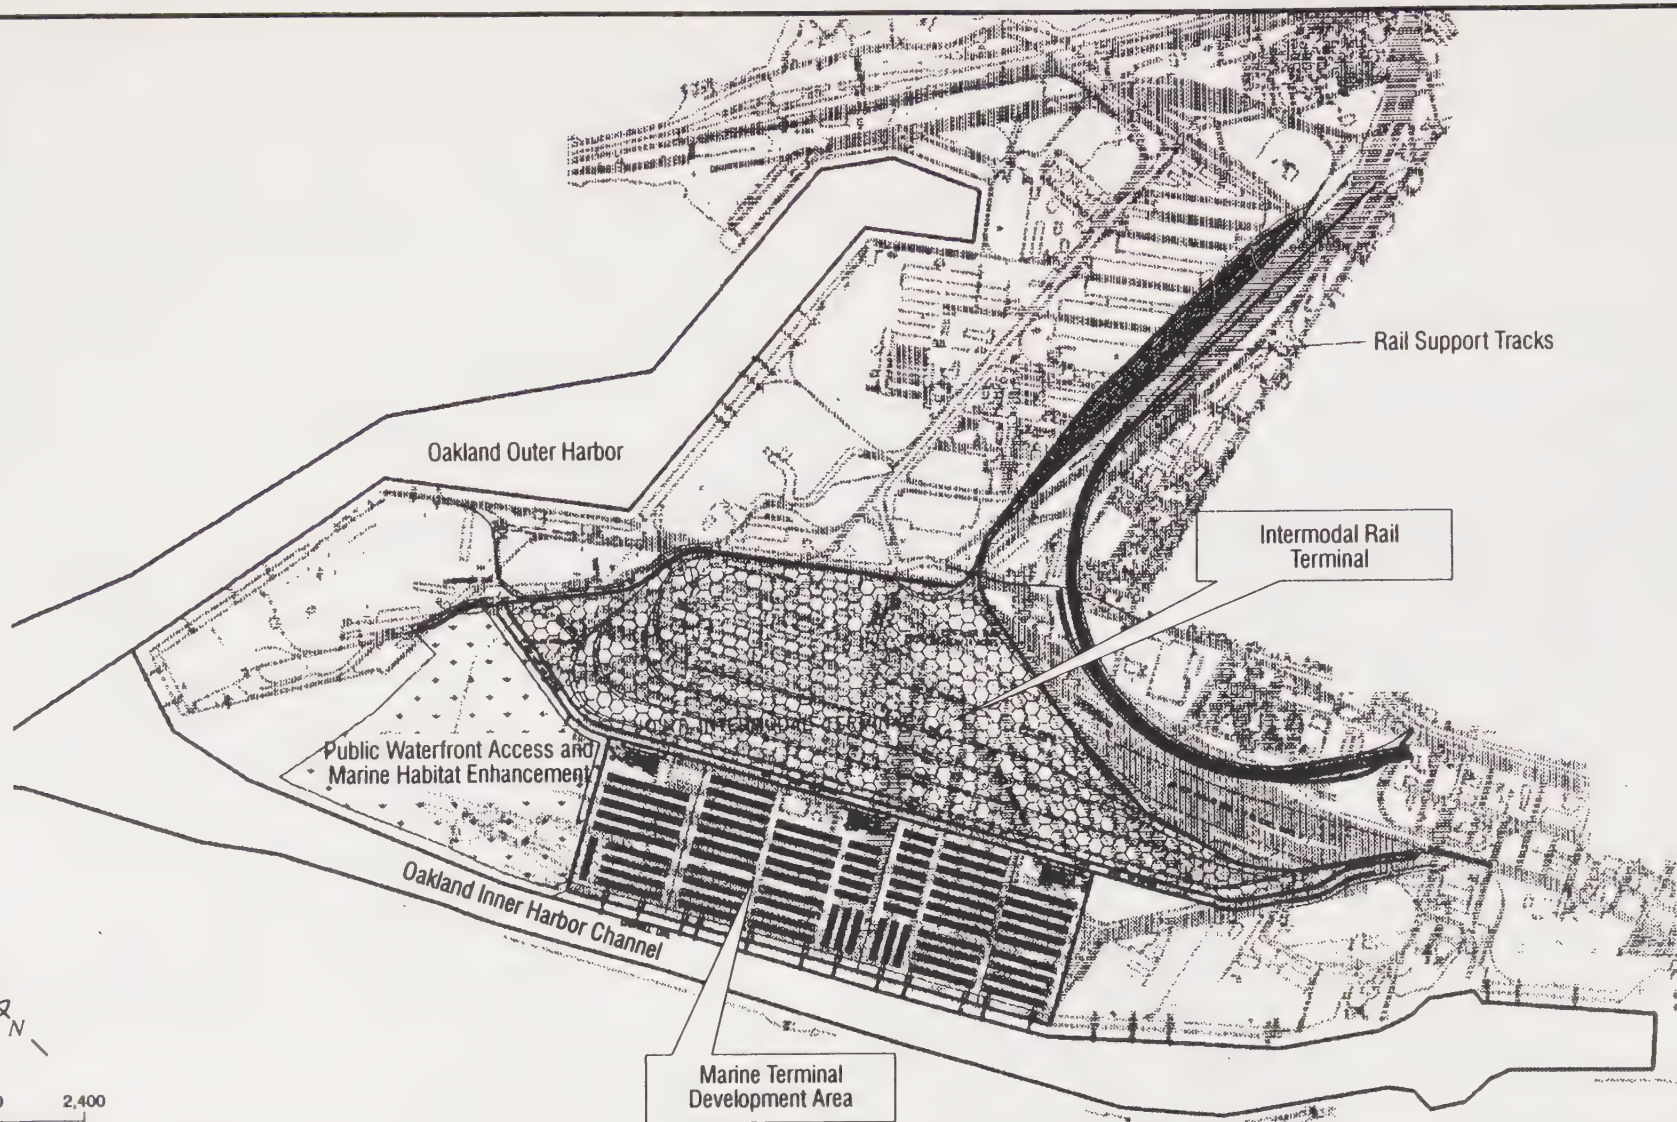 Rail Support Tracks
Oakland Outer Harbor
Intermodal Rail
Terminal
Public Waterfront Access and
Marine Habitat Enhancement
Oakland Inner Harbor Channel
Marine Terminal
Development Area
N
2,400